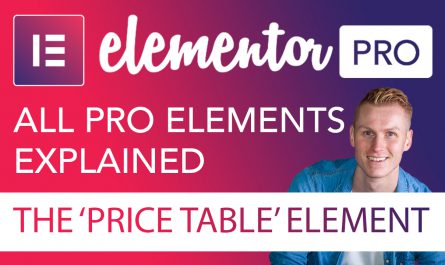 elementor PRO
ALL PRO ELEMENTS
EXPLAINED
THE 'PRICE TABLE' ELEMENT